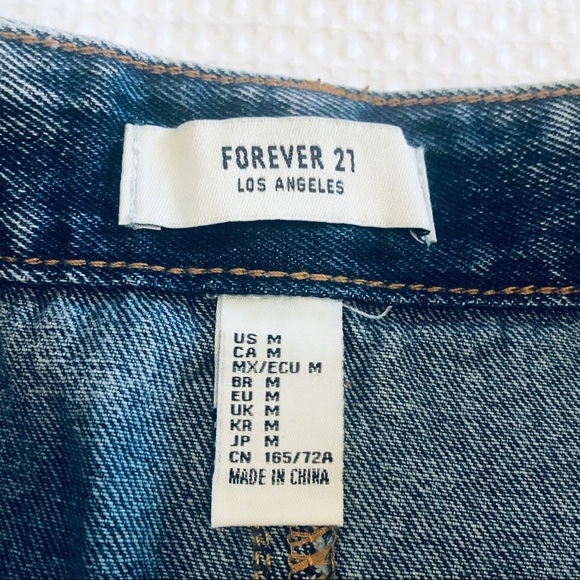 FOREVER 21
LOS ANGELES
US M
CA M
MX/ECU M
BR M
EU M
UK M
KR M
JP M
CN 165/72A
MADE IN CHINA